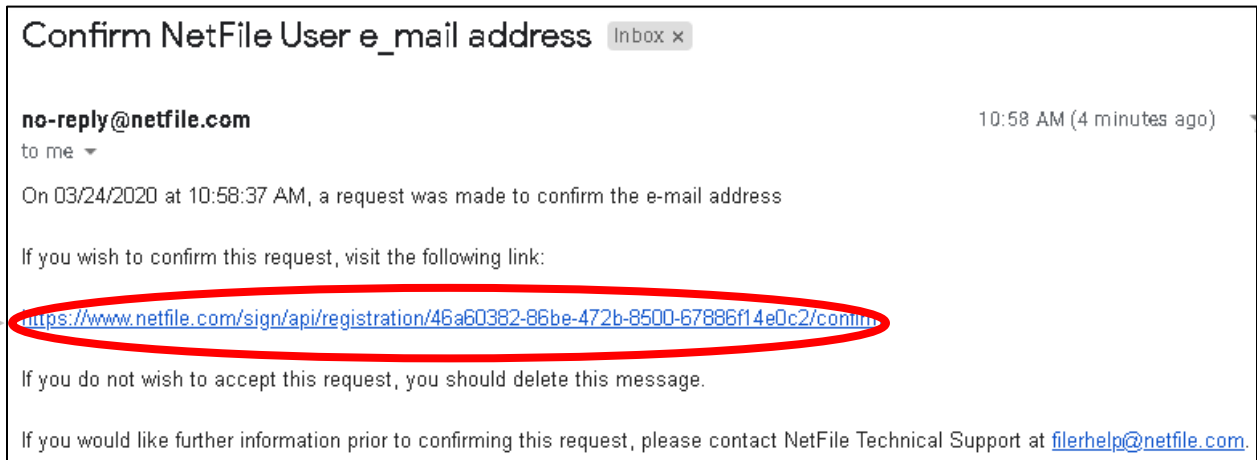 Confirm NetFile User e_mail address Inbox x
no-reply@netfile.com 10:58 AM (4 minutes ago)
to me
On 03/24/2020 at 10:58:37 AM, a request was made to confirm the e-mail address
If you wish to confirm this request, visit the following link:
https://www.netfile.com/sign/api/registration/46a60382-86be-472b-8500-67886f14e0c2/confirm
If you do not wish to accept this request, you should delete this message.
If you would like further information prior to confirming this request, please contact NetFile Technical Support at filerhelp@netfile.com.